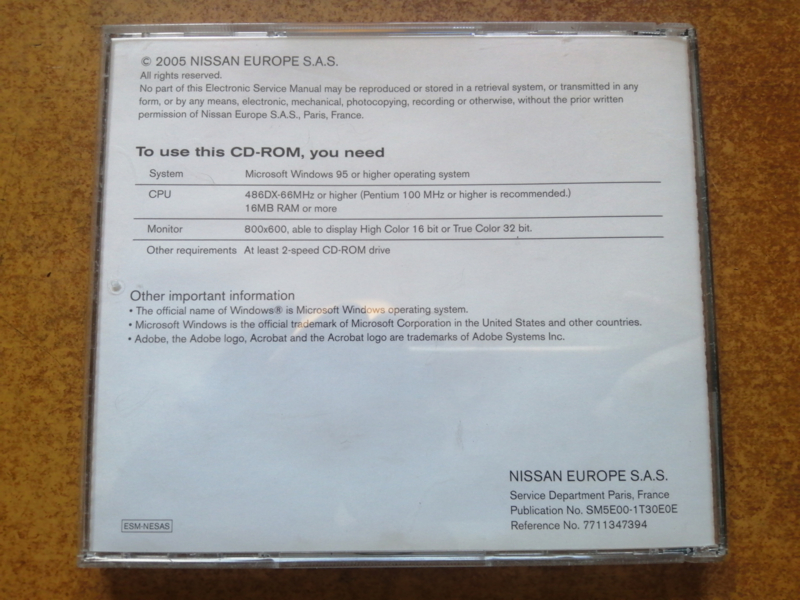 © 2005 NISSAN EUROPE S.A.S.
All rights reserved.
No part of this Electronic Service Manual may be reproduced or stored in a retrieval system, or transmitted in any
form, or by any means, electronic, mechanical, photocopying, recording or otherwise, without the prior written
permission of Nissan Europe S.A.S., Paris, France.
To use this CD-ROM, you need
System Microsoft Windows 95 or higher operating system
CPU 486DX-66MHz or higher (Pentium 100 MHz or higher is recommended.)
16MB RAM or more
Monitor 800x600, able to display High Color 16 bit or True Color 32 bit.
Other requirements At least 2-speed CD-ROM drive
Other important information
• The official name of Windows® is Microsoft Windows operating system.
• Microsoft Windows is the official trademark of Microsoft Corporation in the United States and other countries.
• Adobe, the Adobe logo, Acrobat and the Acrobat logo are trademarks of Adobe Systems Inc.
NISSAN EUROPE S.A.S.
Service Department Paris, France
Publication No. SM5E00-1T30E0E
Reference No. 7711347394
ESM-NESAS